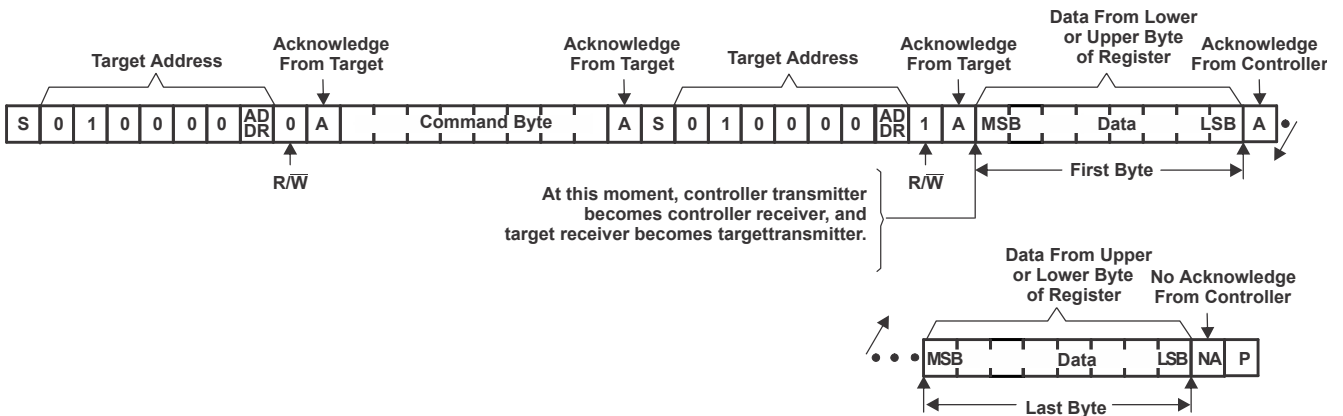 Target Address
Acknowledge
From Target
Acknowledge
From Target
Target Address
Acknowledge
From Target
Data From Lower
or Upper Byte
of Register
Acknowledge
From Controller
S 0 1 0 0 0 0 AD DR 0 A Command Byte A S 0 1 0 0 0 0 AD DR 1 A MSB Data LSB A
R/W̅
R/W̅
First Byte
At this moment, controller transmitter
becomes controller receiver, and
target receiver becomes targettransmitter.
Data From Upper
or Lower Byte
of Register
No Acknowledge
From Controller
MSB Data LSB NA P
Last Byte